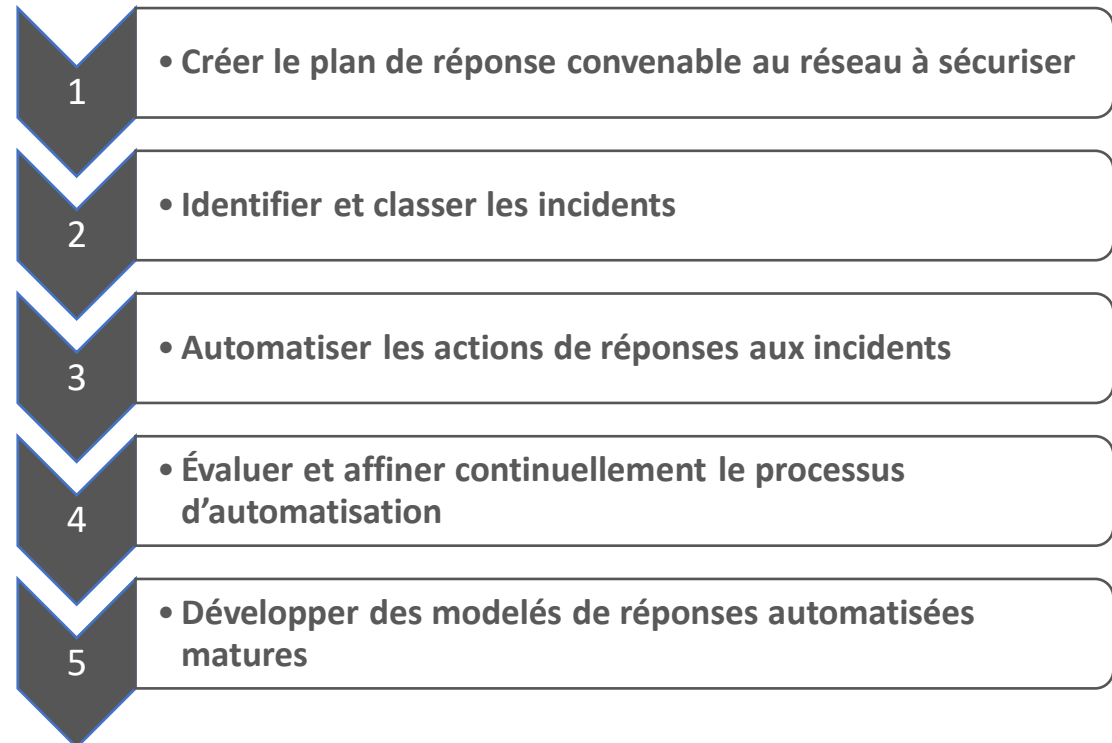 1
• Créer le plan de réponse convenable au réseau à sécuriser
2
• Identifier et classer les incidents
3
• Automatiser les actions de réponses aux incidents
4
• Évaluer et affiner continuellement le processus
d’automatisation
5
• Développer des modelés de réponses automatisées
matures